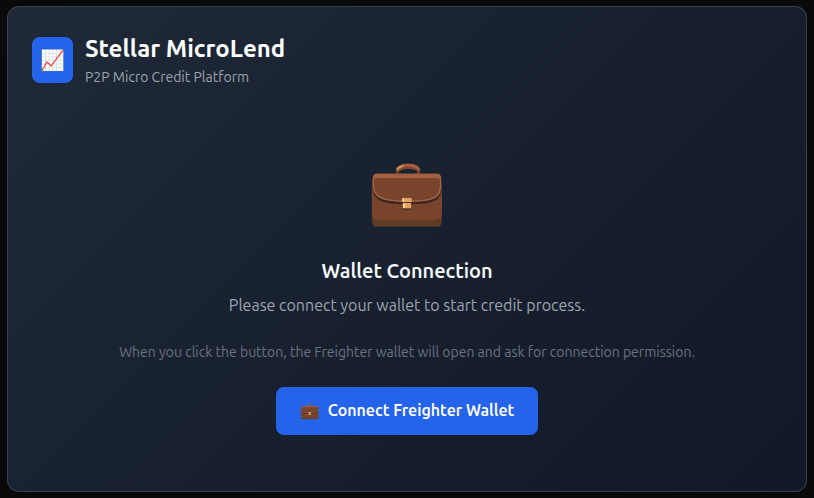 Stellar MicroLend
P2P Micro Credit Platform
Wallet Connection
Please connect your wallet to start credit process.
When you click the button, the Freighter wallet will open and ask for connection permission.
Connect Freighter Wallet